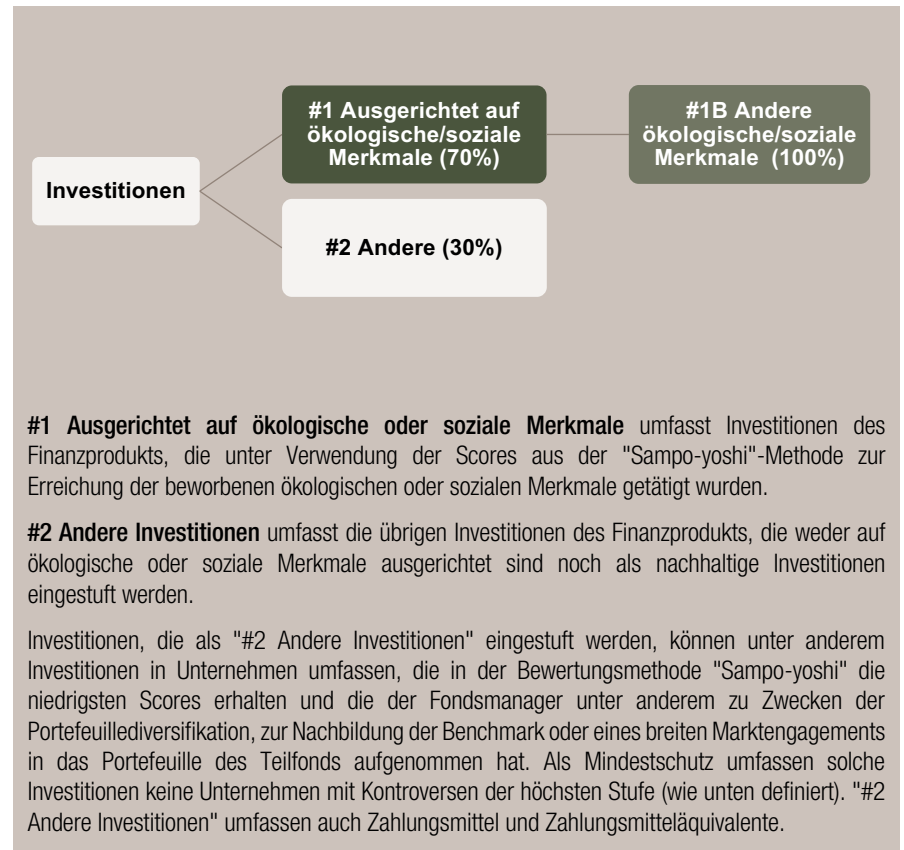 #1 Ausgerichtet auf
ökologische/soziale
Merkmale (70%)
#1B Andere
ökologische/soziale
Merkmale (100%)
Investitionen
#2 Andere (30%)
#1 Ausgerichtet auf ökologische oder soziale Merkmale umfasst Investitionen des
Finanzprodukts, die unter Verwendung der Scores aus der "Sampo-yoshi"-Methode zur
Erreichung der beworbenen ökologischen oder sozialen Merkmale getätigt wurden.
#2 Andere Investitionen umfasst die übrigen Investitionen des Finanzprodukts, die weder auf
ökologische oder soziale Merkmale ausgerichtet sind noch als nachhaltige Investitionen
eingestuft werden.
Investitionen, die als "#2 Andere Investitionen" eingestuft werden, können unter anderem
Investitionen in Unternehmen umfassen, die in der Bewertungsmethode "Sampo-yoshi" die
niedrigsten Scores erhalten und die der Fondsmanager unter anderem zu Zwecken der
Portefeuillediversifikation, zur Nachbildung der Benchmark oder eines breiten Marktengagements
in das Portefeuille des Teilfonds aufgenommen hat. Als Mindestschutz umfassen solche
Investitionen keine Unternehmen mit Kontroversen der höchsten Stufe (wie unten definiert). "#2
Andere Investitionen" umfassen auch Zahlungsmittel und Zahlungsmitteläquivalente.